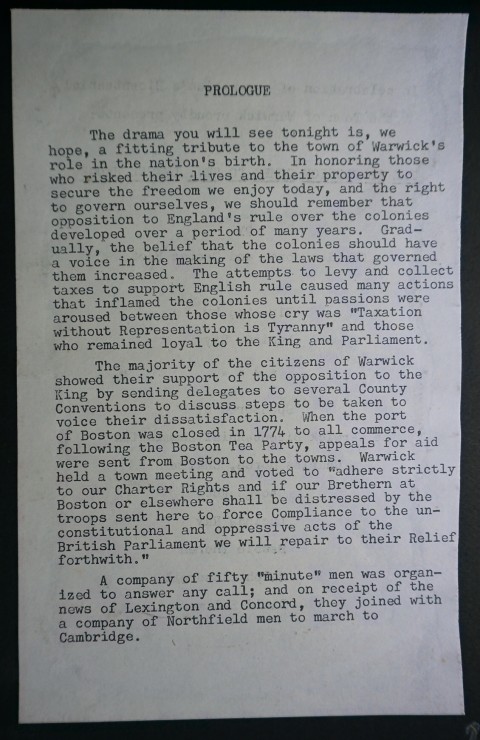 PROLOGUE
The drama you will see tonight is, we
hope, a fitting tribute to the town of Warwick's
role in the nation's birth. In honoring those
who risked their lives and their property to
secure the freedom we enjoy today, and the right
to govern ourselves, we should remember that
opposition to England's rule over the colonies
developed over a period of many years. Grad-
ually, the belief that the colonies should have
a voice in the making of the laws that governed
them increased. The attempts to levy and collect
taxes to support English rule caused many actions
that inflamed the colonies until passions were
aroused between those whose cry was "Taxation
without Representation is Tyranny" and those
who remained loyal to the King and Parliament.
The majority of the citizens of Warwick
showed their support of the opposition to the
King by sending delegates to several County
Conventions to discuss steps to be taken to
voice their dissatisfaction. When the port
of Boston was closed in 1774 to all commerce,
following the Boston Tea Party, appeals for aid
were sent from Boston to the towns. Warwick
held a town meeting and voted to "adhere strictly
to our Charter Rights and if our Brethern at
Boston or elsewhere shall be distressed by the
troops sent here to force Compliance to the un-
constitutional and oppressive acts of the
British Parliament we will repair to their Relief
forthwith."
A company of fifty "minute" men was organ-
ized to answer any call; and on receipt of the
news of Lexington and Concord, they joined with
a company of Northfield men to march to
Cambridge.